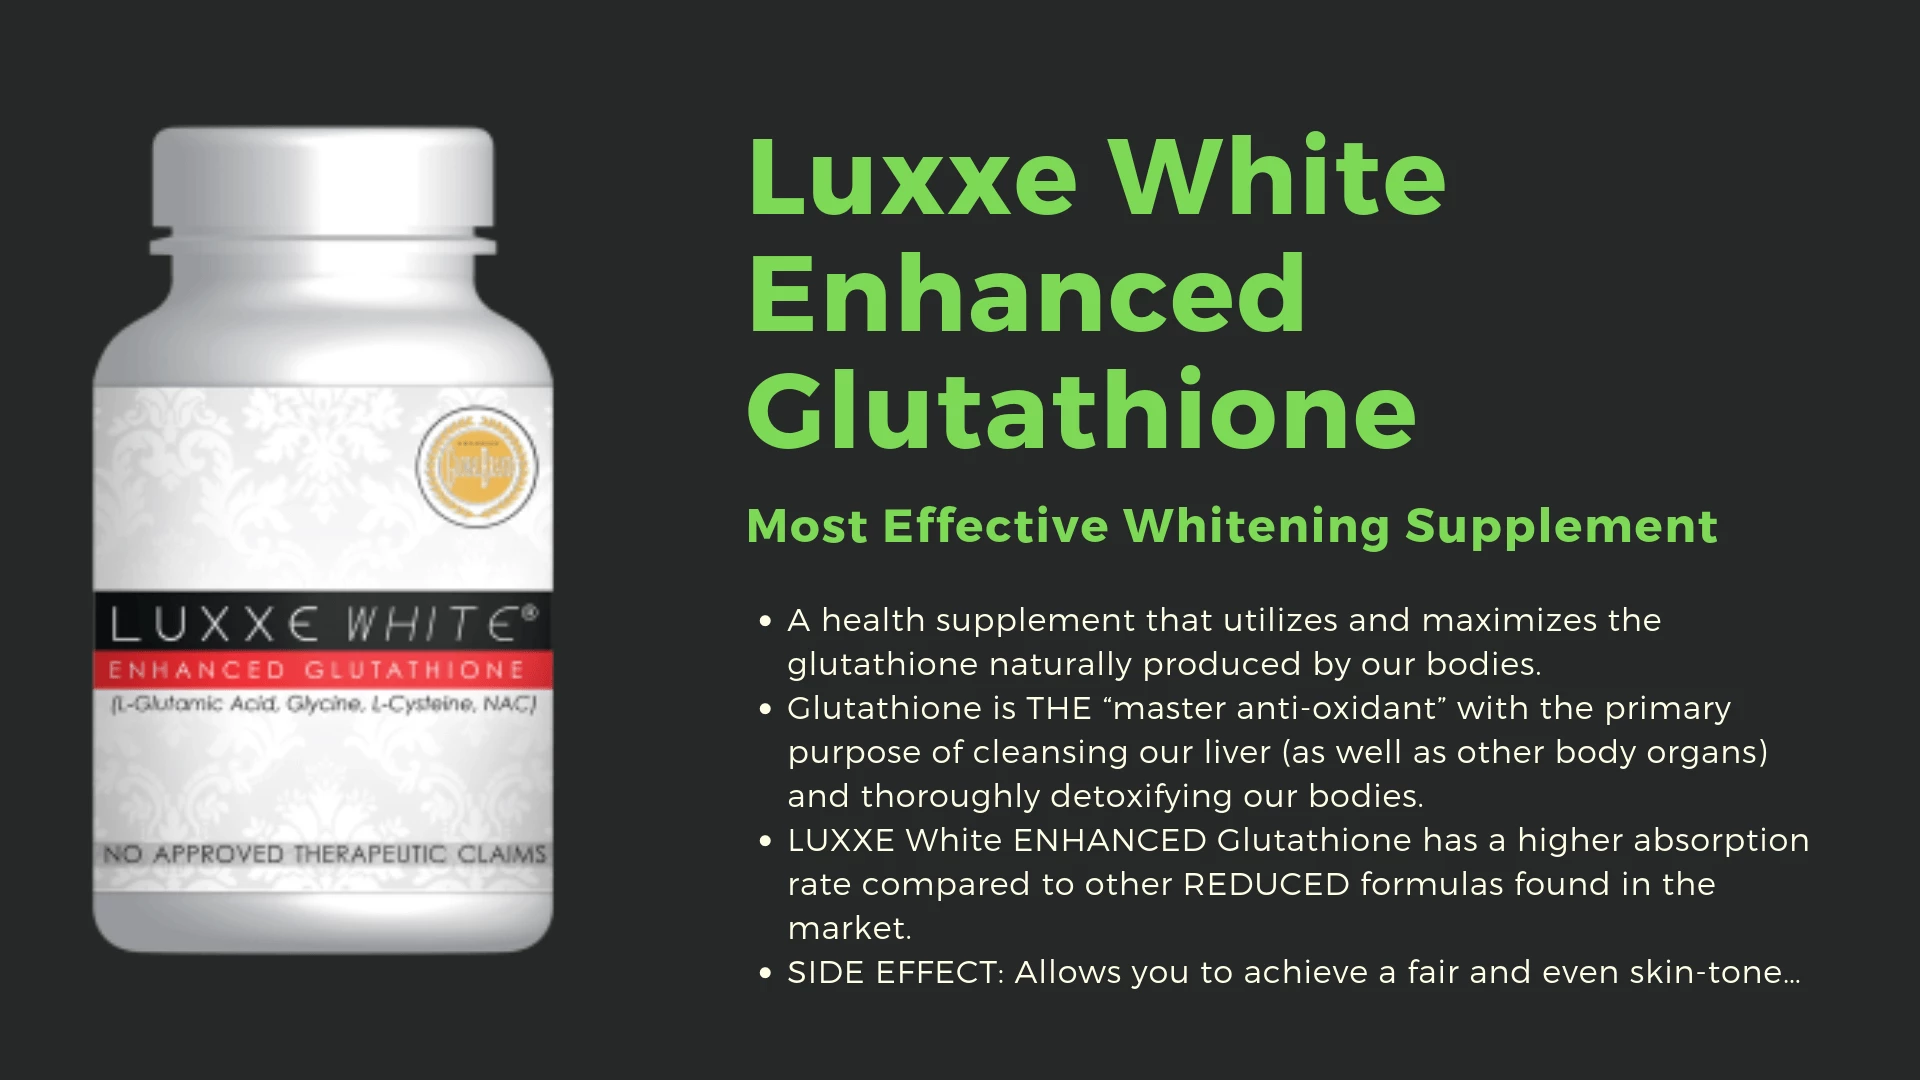 LUXXE WHITE®
ENHANCED GLUTATHIONE
(L-Glutamic Acid, Glycine, L-Cysteine, NAC)
NO APPROVED THERAPEUTIC CLAIMS
Luxxe White
Enhanced
Glutathione
Most Effective Whitening Supplement
• A health supplement that utilizes and maximizes the
glutathione naturally produced by our bodies.
• Glutathione is THE “master anti-oxidant” with the primary
purpose of cleansing our liver (as well as other body organs)
and thoroughly detoxifying our bodies.
• LUXXE White ENHANCED Glutathione has a higher absorption
rate compared to other REDUCED formulas found in the
market.
• SIDE EFFECT: Allows you to achieve a fair and even skin-tone...